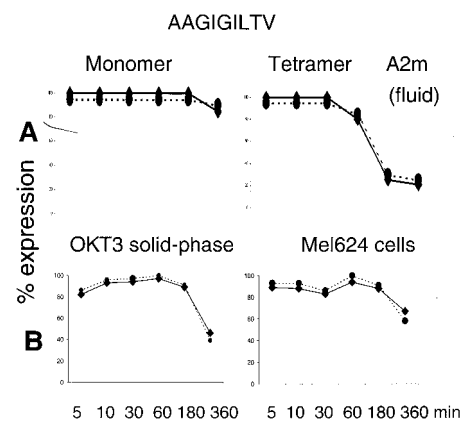 AAGIGILTV
Monomer
Tetramer A2m
(fluid)
A
% expression
OKT3 solid-phase
Mel624 cells
100
80
60
40
20
0
100
80
60
40
20
0
B
5 10 30 60 180 360
5 10 30 60 180 360 min